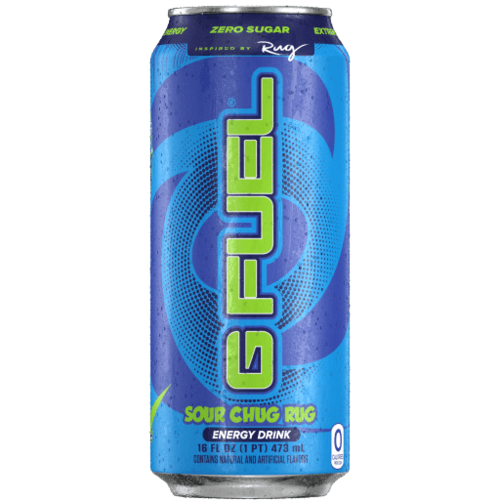 ZERO SUGAR
INSPIRED BY Rug
G FUEL
®
SOUR CHUG RUG
ENERGY DRINK
16 FL OZ (1 PT) 473 mL
CONTAINS NATURAL AND ARTIFICIAL FLAVORS
0
CALORIES